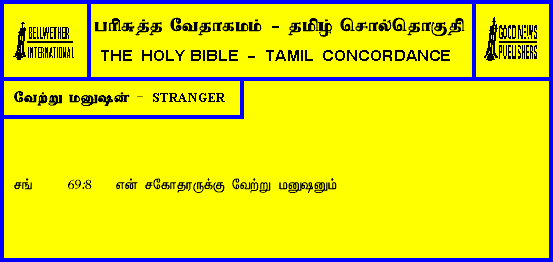 BELLWETHER
INTERNATIONAL
பரிசுத்த வேதாகமம் - தமிழ் சொல்தொகுதி
THE HOLY BIBLE - TAMIL CONCORDANCE
GOOD NEWS
PUBLISHERS
வேற்று மனுஷன் - STRANGER
சங் 69:8 என் சகோதரருக்கு வேற்று மனுஷனும்